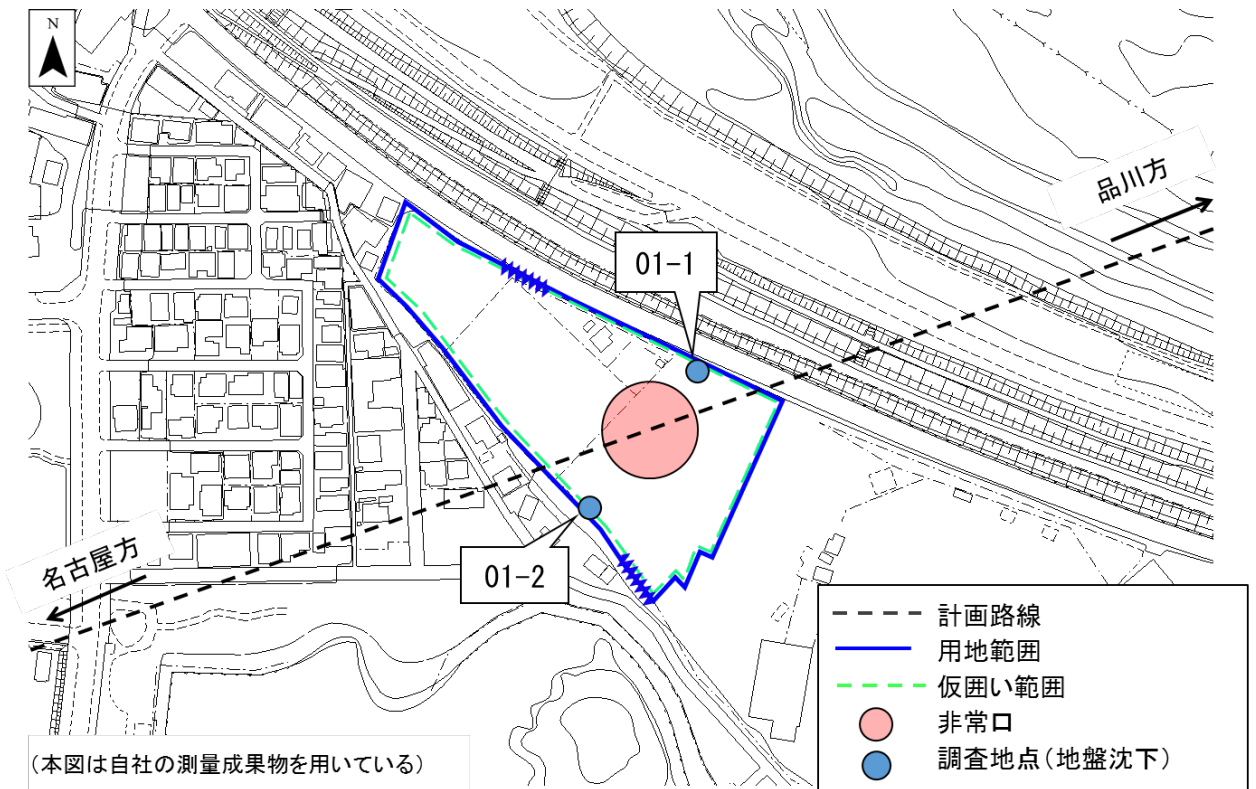 N
品川方
01-1
名古屋方
01-2
計画路線
用地範囲
仮囲い範囲
非常口
調査地点(地盤沈下)
(本図は自社の測量成果物を用いている)